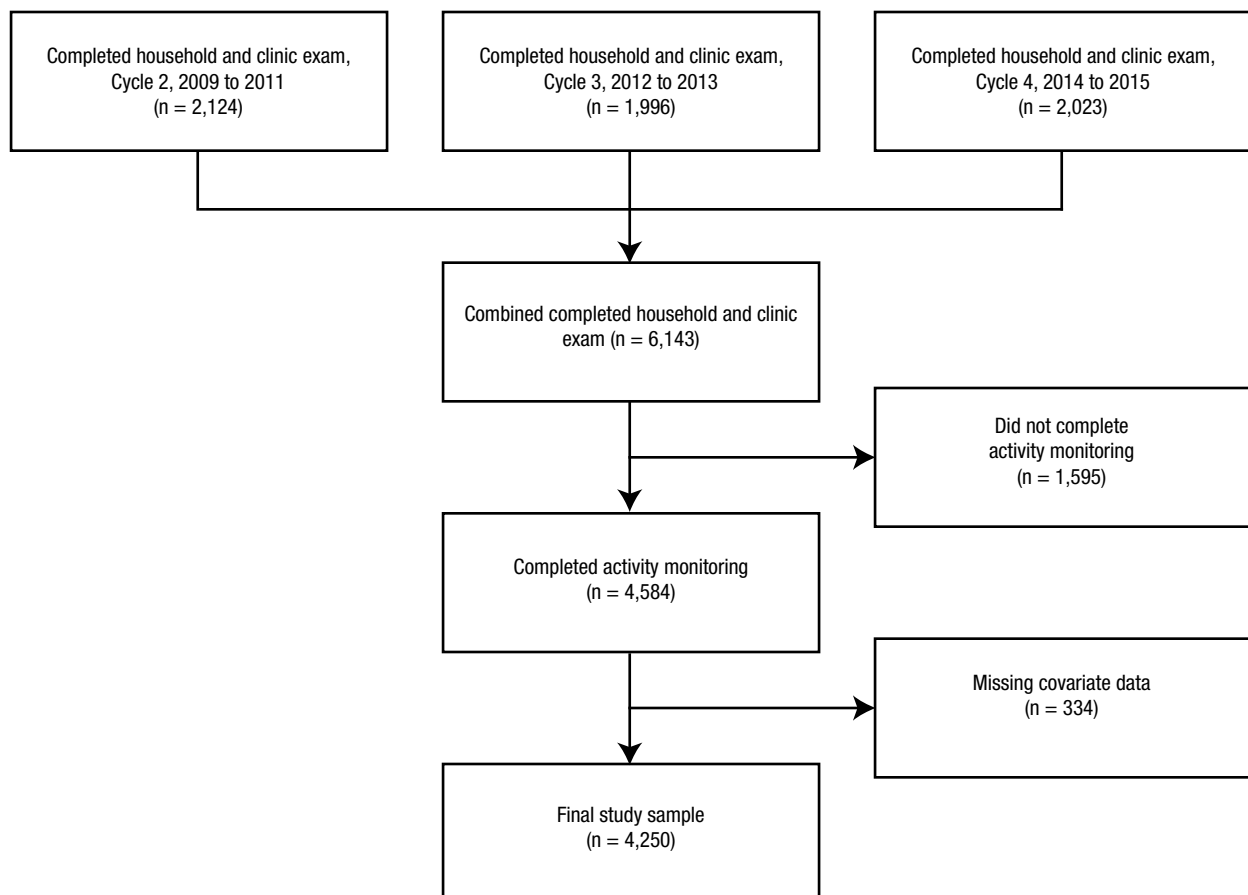 Completed household and clinic exam,
Cycle 2, 2009 to 2011
(n = 2,124)
Completed household and clinic exam,
Cycle 3, 2012 to 2013
(n = 1,996)
Completed household and clinic exam,
Cycle 4, 2014 to 2015
(n = 2,023)
Combined completed household and clinic
exam (n = 6,143)
Did not complete
activity monitoring
(n = 1,595)
Completed activity monitoring
(n = 4,584)
Missing covariate data
(n = 334)
Final study sample
(n = 4,250)